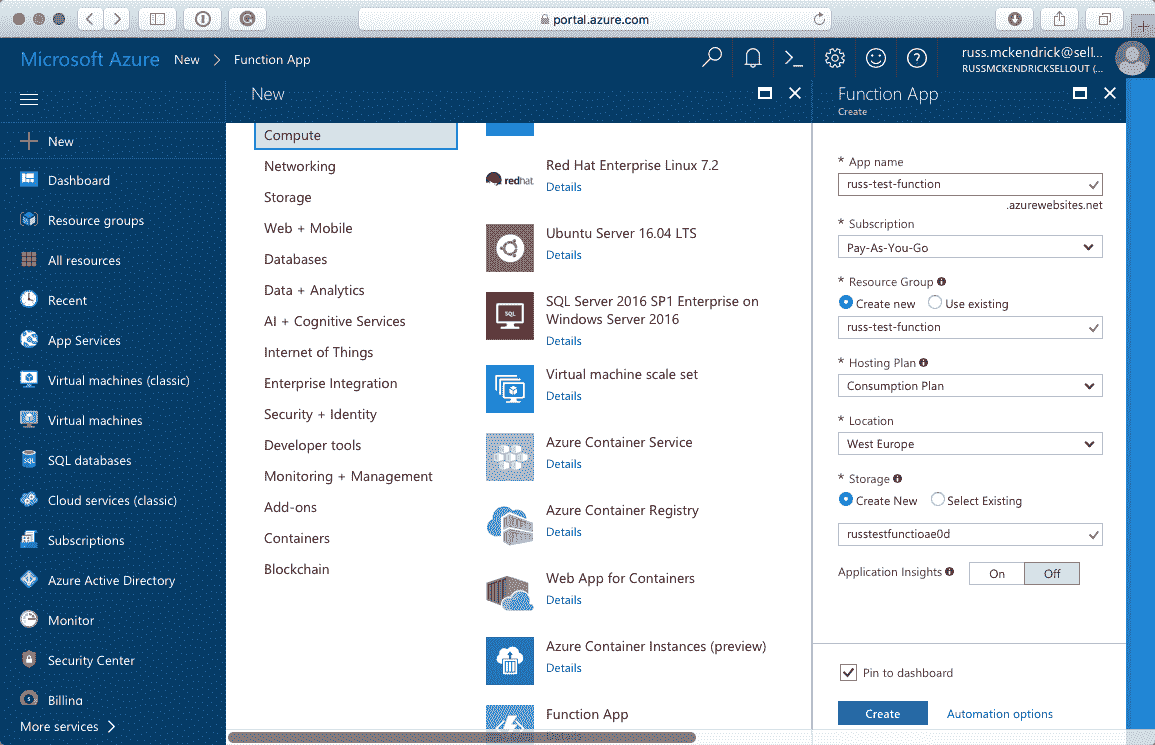 portal.azure.com
Microsoft Azure New > Function App
russ.mckendrick@sell...
RUSSMCKENDRICKSELLOUT (...
New
Dashboard
Resource groups
All resources
Recent
App Services
Virtual machines (classic)
Virtual machines
SQL databases
Cloud services (classic)
Subscriptions
Azure Active Directory
Monitor
Security Center
Billing
More services >
New
Compute
Networking
Storage
Web + Mobile
Databases
Data + Analytics
AI + Cognitive Services
Internet of Things
Enterprise Integration
Security + Identity
Developer tools
Monitoring + Management
Add-ons
Containers
Blockchain
redhat
Red Hat Enterprise Linux 7.2
Details
Ubuntu Server 16.04 LTS
Details
SQL
SQL Server 2016 SP1 Enterprise on
Windows Server 2016
Details
Virtual machine scale set
Details
Azure Container Service
Details
Azure Container Registry
Details
Web App for Containers
Details
Azure Container Instances (preview)
Details
Function App
Details
Function App
Create
* App name
russ-test-function
.azurewebsites.net
* Subscription
Pay-As-You-Go
* Resource Group
Create new Use existing
russ-test-function
* Hosting Plan
Consumption Plan
* Location
West Europe
* Storage
Create New Select Existing
russtestfunctioae0d
Application Insights On Off
Pin to dashboard
Create Automation options